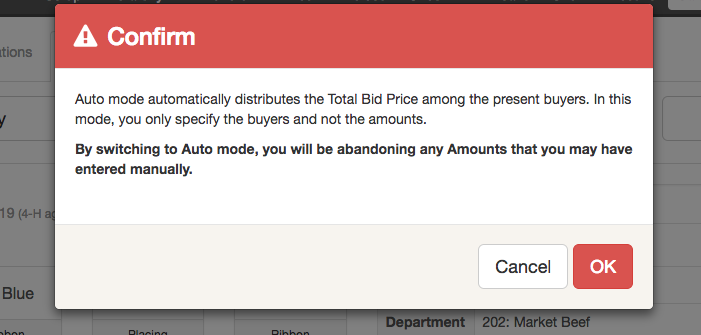 Confirm
Auto mode automatically distributes the Total Bid Price among the present buyers. In this
mode, you only specify the buyers and not the amounts.
By switching to Auto mode, you will be abandoning any Amounts that you may have
entered manually.
19 (4-H
Cancel OK
Blue
Placing Ribbon
Department 202: Market Beef